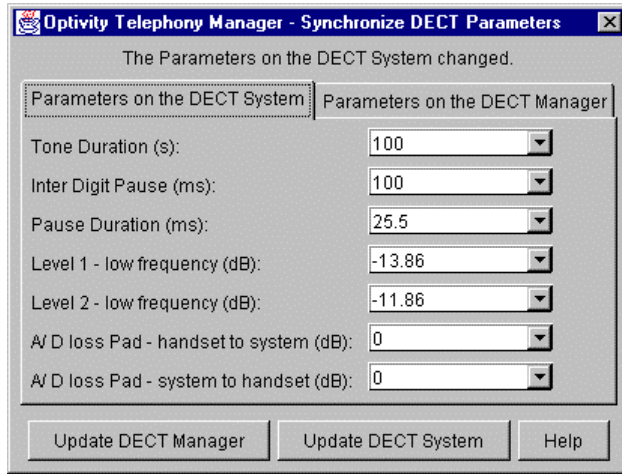 Optivity Telephony Manager - Synchronize DECT Parameters
The Parameters on the DECT System changed.
Parameters on the DECT System Parameters on the DECT Manager
Tone Duration (s): 100
Inter Digit Pause (ms): 100
Pause Duration (ms): 25.5
Level 1 - low frequency (dB): -13.86
Level 2 - low frequency (dB): -11.86
A/D loss Pad - handset to system (dB): 0
A/D loss Pad - system to handset (dB): 0
Update DECT Manager Update DECT System Help